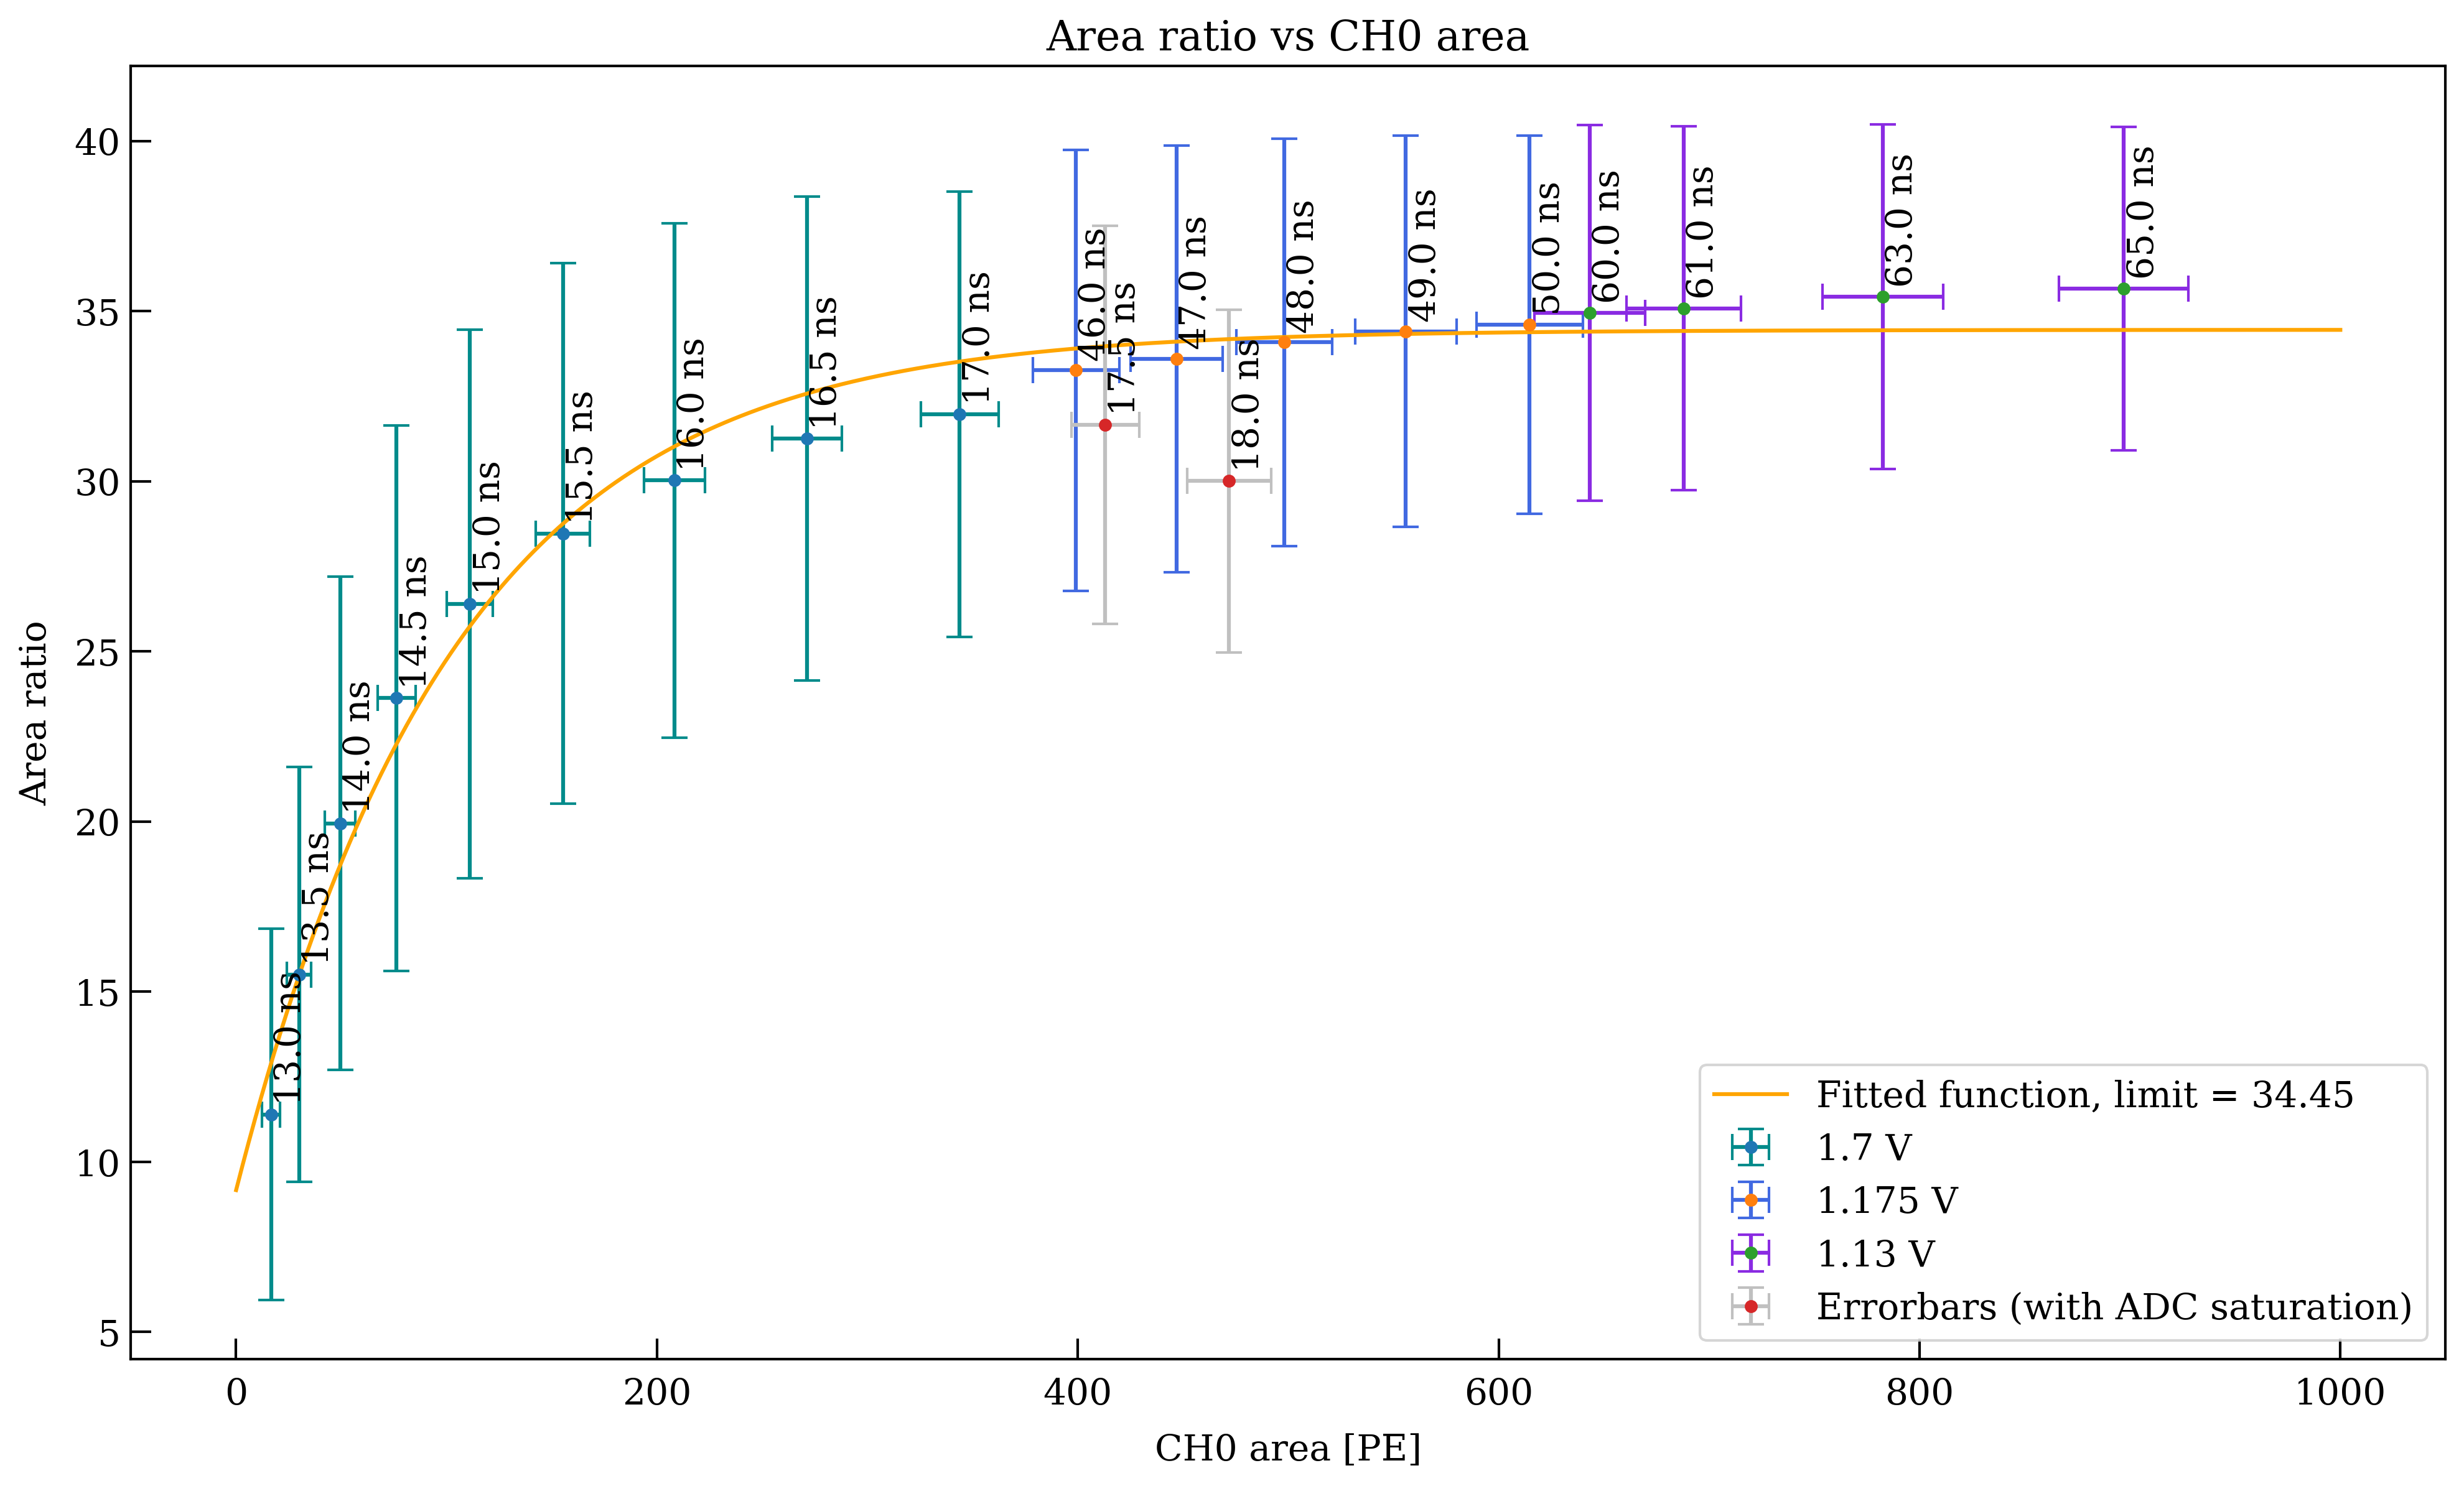 Area ratio vs CH0 area
Area ratio
40
35
30
25
20
15
10
5
13.0 ns
13.5 ns
14.0 ns
14.5 ns
15.0 ns
15.5 ns
16.0 ns
16.5 ns
17.0 ns
46.0 ns
17.5 ns
47.0 ns
18.0 ns
48.0 ns
49.0 ns
50.0 ns
60.0 ns
61.0 ns
63.0 ns
65.0 ns
Fitted function, limit = 34.45
1.7 V
1.175 V
1.13 V
Errorbars (with ADC saturation)
0 200 400 600 800 1000
CH0 area [PE]